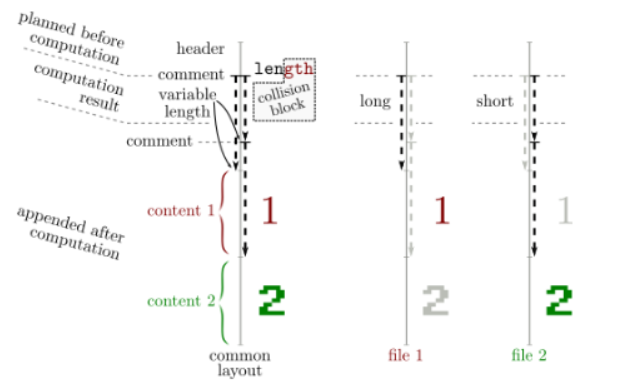 planned before
computation
computation
result
appended after
computation
header
comment
variable
length
comment
length
collision
block
content 1
content 2
1
2
common
layout
long
1
2
file 1
short
1
2
file 2